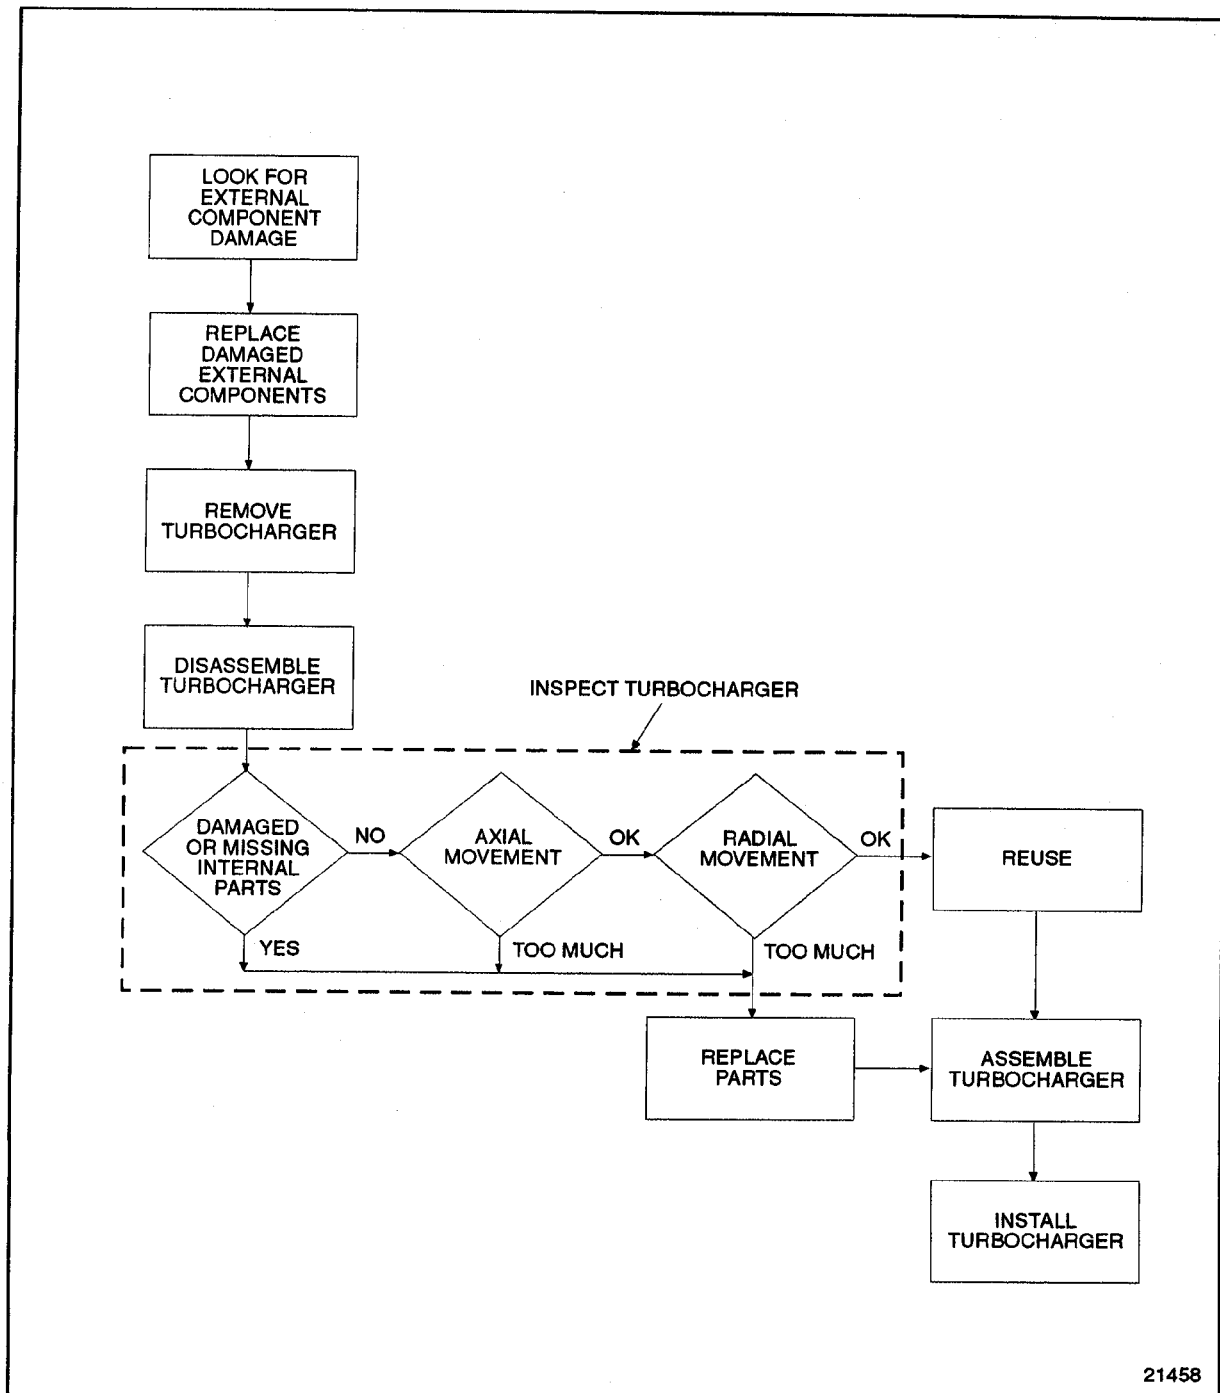 LOOK FOR
EXTERNAL
COMPONENT
DAMAGE
REPLACE
DAMAGED
EXTERNAL
COMPONENTS
REMOVE
TURBOCHARGER
DISASSEMBLE
TURBOCHARGER
INSPECT TURBOCHARGER
DAMAGED
OR MISSING
INTERNAL
PARTS
NO
AXIAL
MOVEMENT
OK
RADIAL
MOVEMENT
OK
REUSE
YES
TOO MUCH
TOO MUCH
REPLACE
PARTS
ASSEMBLE
TURBOCHARGER
INSTALL
TURBOCHARGER
21458